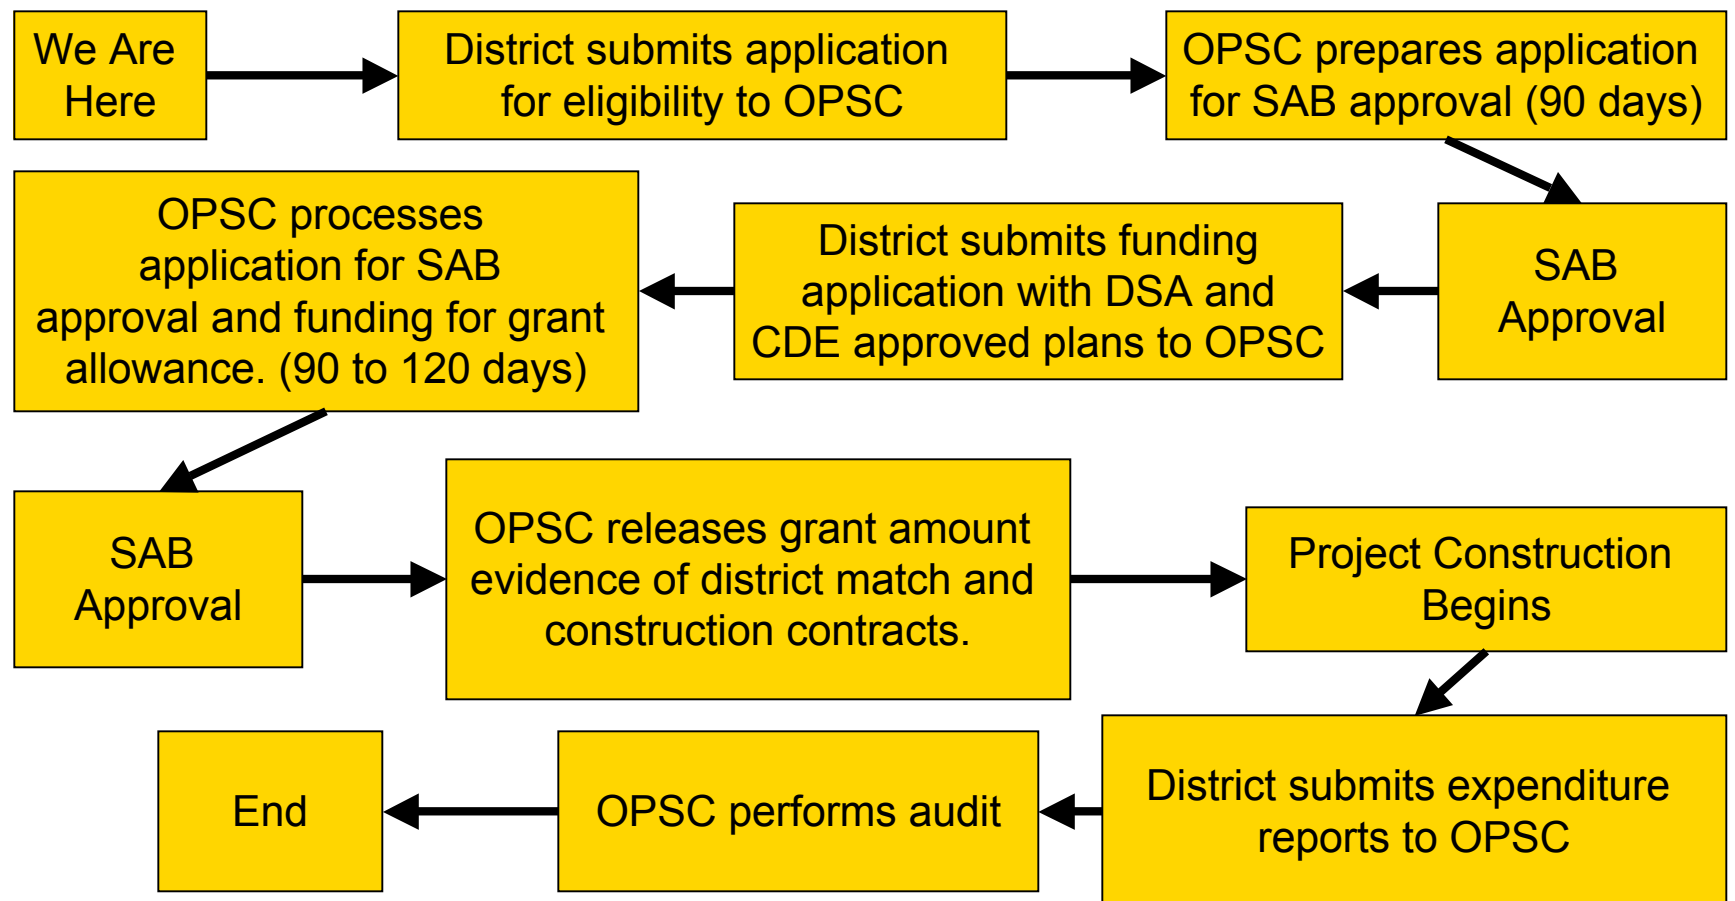 We Are
Here
District submits application
for eligibility to OPSC
OPSC prepares application
for SAB approval (90 days)
SAB
Approval
District submits funding
application with DSA and
CDE approved plans to OPSC
OPSC processes
application for SAB
approval and funding for grant
allowance. (90 to 120 days)
SAB
Approval
OPSC releases grant amount
evidence of district match and
construction contracts.
Project Construction
Begins
District submits expenditure
reports to OPSC
OPSC performs audit
End